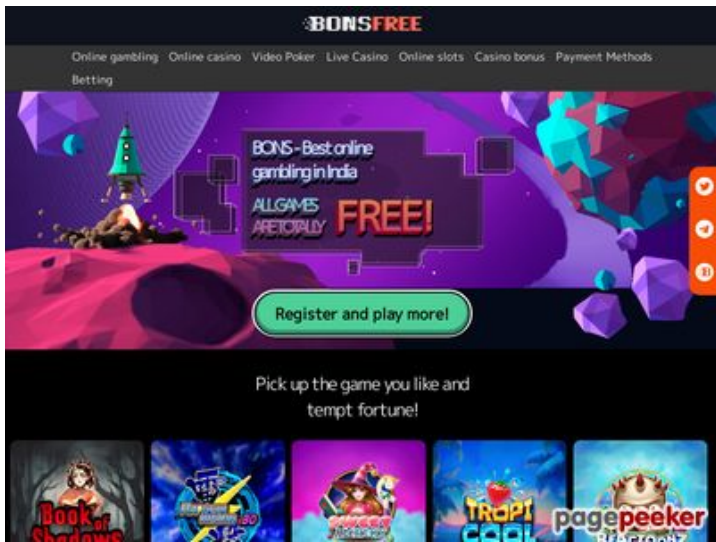 BONSFREE
Online gambling Online casino Video Poker Live Casino Online slots Casino bonus Payment Methods
Betting
BONS - Best online
gambling in India
ALL GAMES
ARE TOTALLY
FREE!
Register and play more!
Pick up the game you like and
tempt fortune!
Book of
Shadows
TROPI
COOL
REACTOONZ
pagepeeker